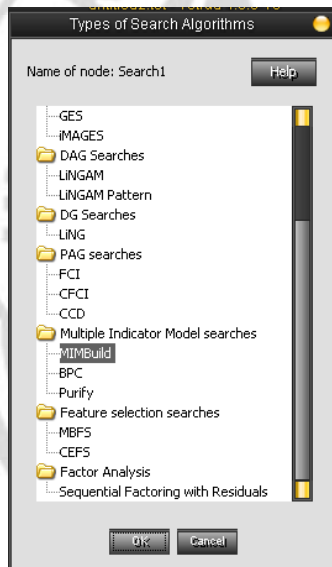 Types of Search Algorithms
Name of node: Search1
Help
GES
iMAGES
DAG Searches
LiNGAM
LiNGAM Pattern
DG Searches
LiNG
PAG searches
FCI
CFCI
CCD
Multiple Indicator Model searches
MIMBuild
BPC
Purify
Feature selection searches
MBFS
CEFS
Factor Analysis
Sequential Factoring with Residuals
OK
Cancel